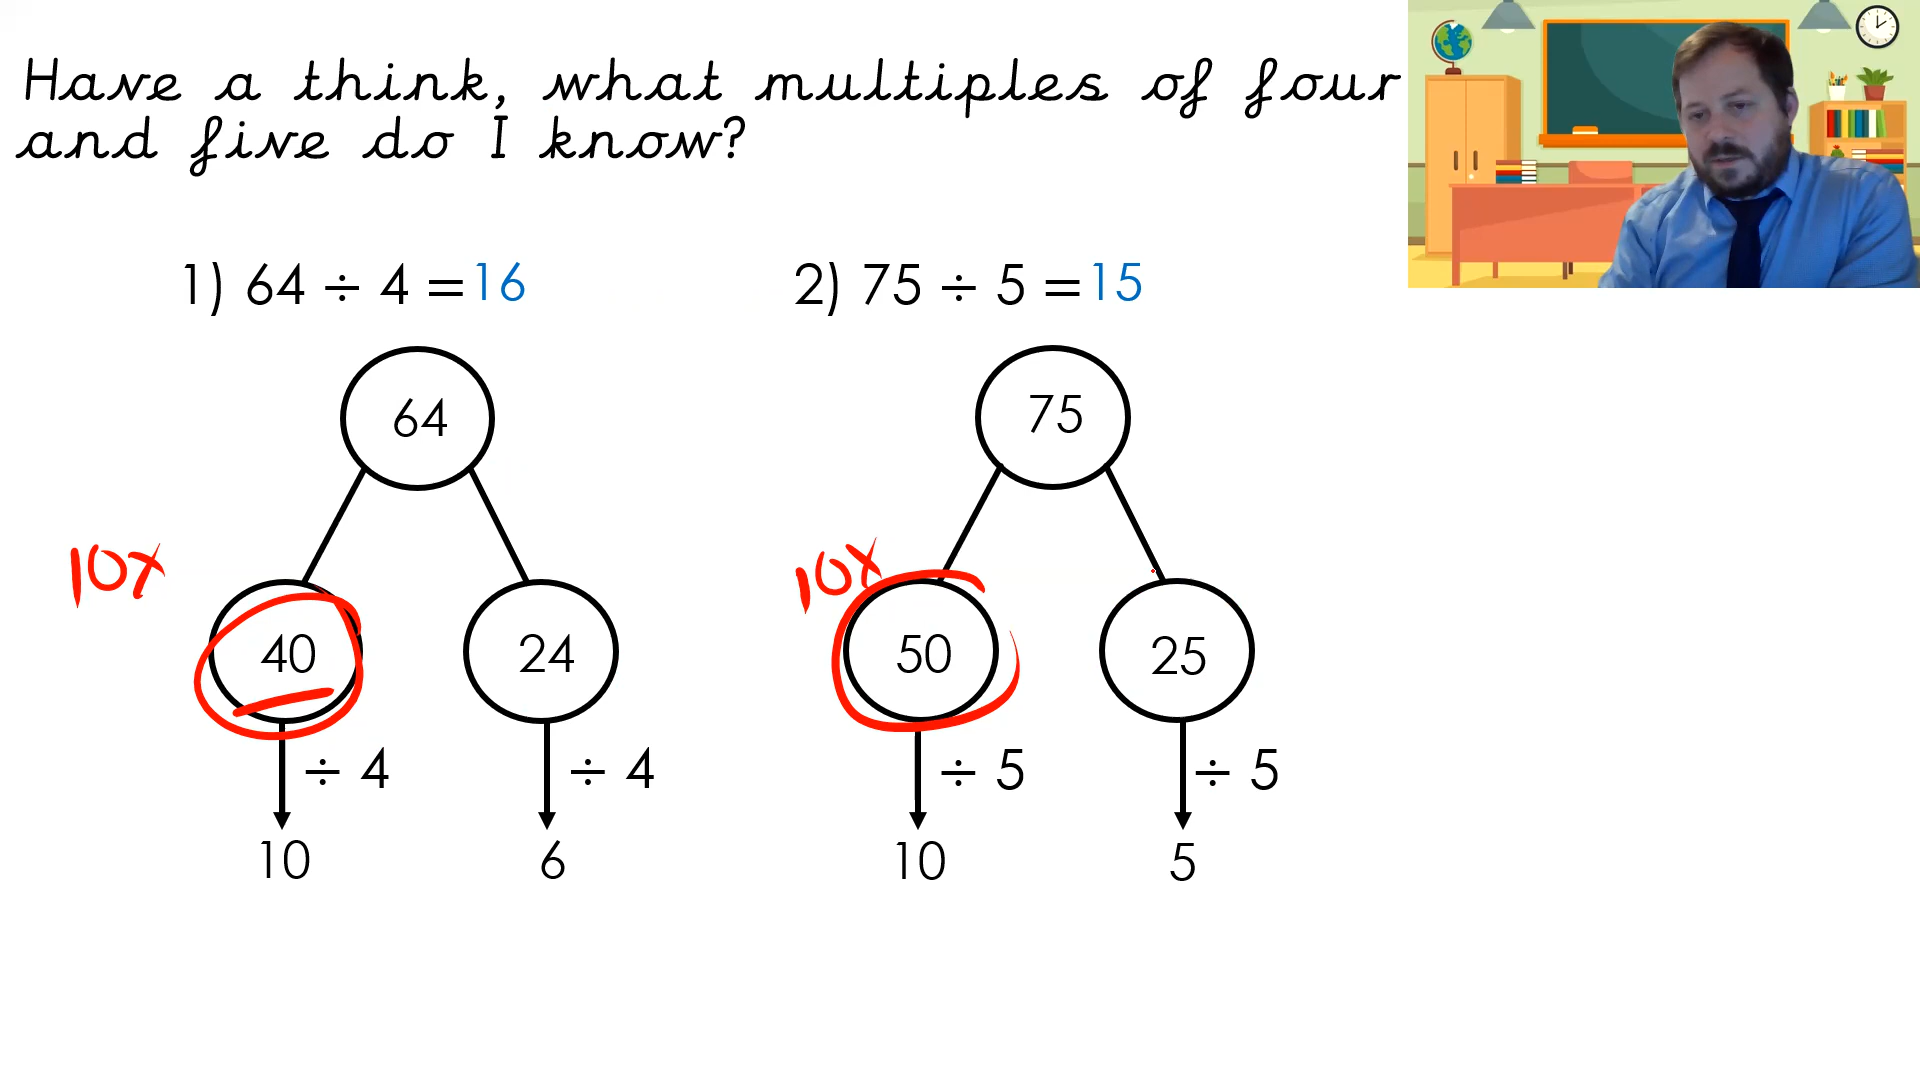 Have a think, what multiples of four
and five do I know?
1) 64 ÷ 4 = 16
2) 75 ÷ 5 = 15
64
75
10x
10x
40
24
50
25
÷ 4
÷ 4
÷ 5
÷ 5
10
6
10
5